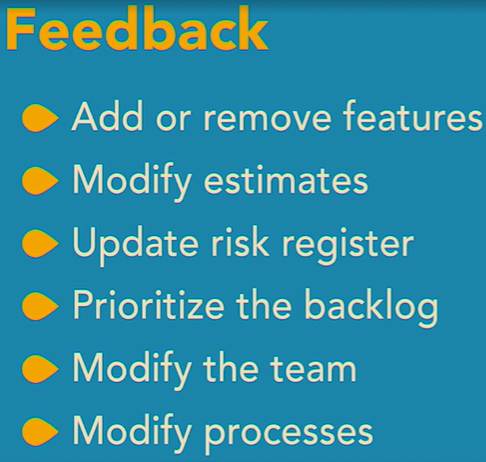 Feedback
Add or remove features
Modify estimates
Update risk register
Prioritize the backlog
Modify the team
Modify processes